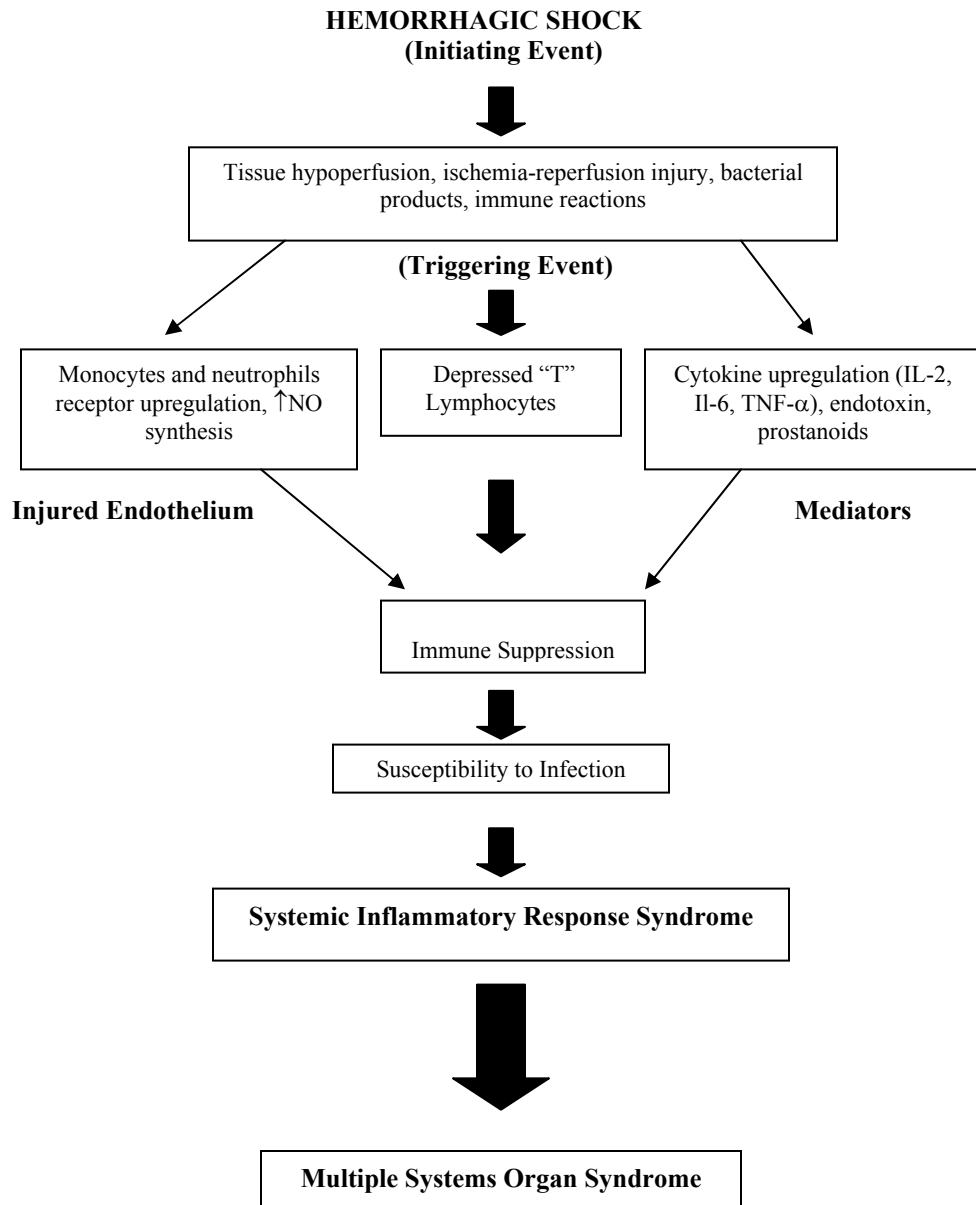 HEMORRHAGIC SHOCK
(Initiating Event)
Tissue hypoperfusion, ischemia-reperfusion injury, bacterial
products, immune reactions
(Triggering Event)
Monocytes and neutrophils
receptor upregulation, ↑NO
synthesis
Depressed “T”
Lymphocytes
Cytokine upregulation (IL-2,
Il-6, TNF-α), endotoxin,
prostanoids
Injured Endothelium
Mediators
Immune Suppression
Susceptibility to Infection
Systemic Inflammatory Response Syndrome
Multiple Systems Organ Syndrome